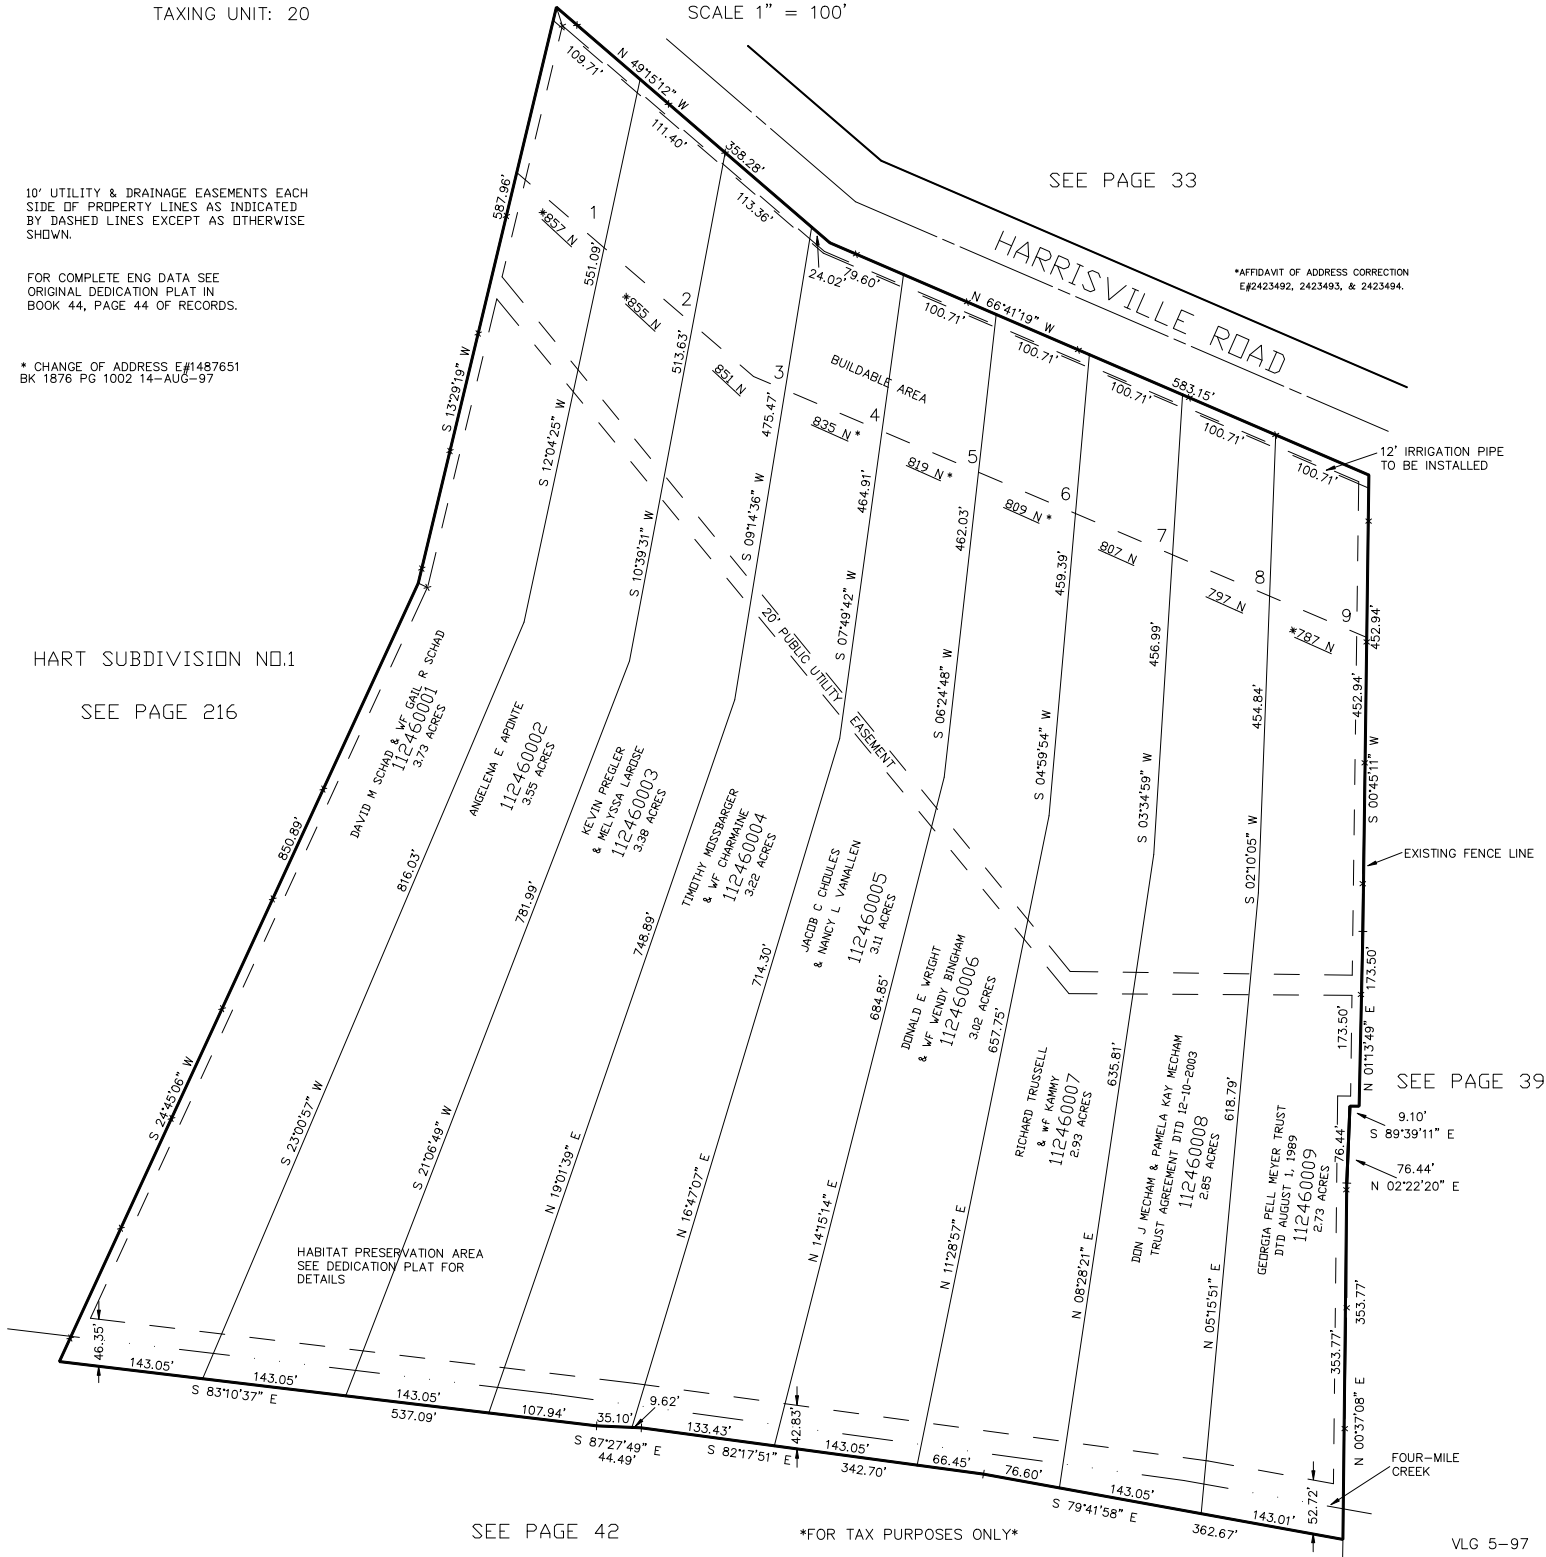 TAXING UNIT: 20
SCALE 1" = 100'
10' UTILITY & DRAINAGE EASEMENTS EACH
SIDE OF PROPERTY LINES AS INDICATED
BY DASHED LINES EXCEPT AS OTHERWISE
SHOWN.
FOR COMPLETE ENG DATA SEE
ORIGINAL DEDICATION PLAT IN
BOOK 44, PAGE 44 OF RECORDS.
* CHANGE OF ADDRESS E#1487651
BK 1876 PG 1002 14-AUG-97
HART SUBDIVISION NO.1
SEE PAGE 216
SEE PAGE 33
HARRISVILLE ROAD
*AFFIDAVIT OF ADDRESS CORRECTION
E#2423492, 2423493, & 2423494.
N 49°15'12" W
358.28'
109.71'
111.40'
113.36'
24.02'
79.60'
N 66°41'19" W
583.15'
100.71'
100.71'
100.71'
100.71'
100.71'
12' IRRIGATION PIPE
TO BE INSTALLED
BUILDABLE AREA
1
*857 N
2
*855 N
3
851 N
4
835 N *
5
819 N *
6
809 N *
7
807 N
8
797 N
9
*787 N
587.96'
S 13°29'19" W
551.09'
S 12°04'25" W
513.63'
S 10°39'31" W
475.47'
S 09°14'36" W
464.91'
S 07°49'42" W
462.03'
S 06°24'48" W
459.39'
S 04°59'54" W
456.99'
S 03°34'59" W
454.84'
S 02°10'05" W
452.94'
452.94'
S 00°45'11" W
20' PUBLIC UTILITY
EASEMENT
EXISTING FENCE LINE
DAVID M SCHAD & WF GAIL R SCHAD
112460001
3.73 ACRES
ANGELENA E APONTE
112460002
3.55 ACRES
KEVIN PREGLER
& MELYSSA LAROSE
112460003
3.38 ACRES
TIMOTHY MOSSBARGER
& WF CHARMAINE
112460004
3.22 ACRES
JACOB C CHOULES
& NANCY L VANALLEN
112460005
3.11 ACRES
DONALD E WRIGHT
& WF WENDY BINGHAM
112460006
3.02 ACRES
RICHARD TRUSSELL
& WF KAMMY
112460007
2.93 ACRES
DON J MECHAM & PAMELA KAY MECHAM
TRUST AGREEMENT DTD 12-10-2003
112460008
2.85 ACRES
GEORGIA PELL MEYER TRUST
DTD AUGUST 1, 1989
112460009
2.73 ACRES
850.89'
S 24°45'06" W
816.03'
S 23°00'57" W
781.99'
S 21°06'49" W
748.89'
N 19°01'39" E
714.30'
N 16°47'07" E
684.85'
N 14°15'14" E
657.75'
N 11°28'57" E
635.81'
N 08°28'21" E
618.79'
N 05°15'51" E
173.50'
173.50'
N 01°13'49" E
SEE PAGE 39
9.10'
S 89°39'11" E
76.44'
76.44'
N 02°22'20" E
353.77'
353.77'
N 00°37'08" E
HABITAT PRESERVATION AREA
SEE DEDICATION PLAT FOR
DETAILS
46.35'
143.05'
S 83°10'37" E
143.05'
143.05'
537.09'
107.94'
35.10'
9.62'
S 87°27'49" E
44.49'
133.43'
S 82°17'51" E
42.83'
143.05'
342.70'
66.45'
76.60'
S 79°41'58" E
143.05'
362.67'
143.01'
52.72'
FOUR-MILE
CREEK
SEE PAGE 42
*FOR TAX PURPOSES ONLY*
VLG 5-97